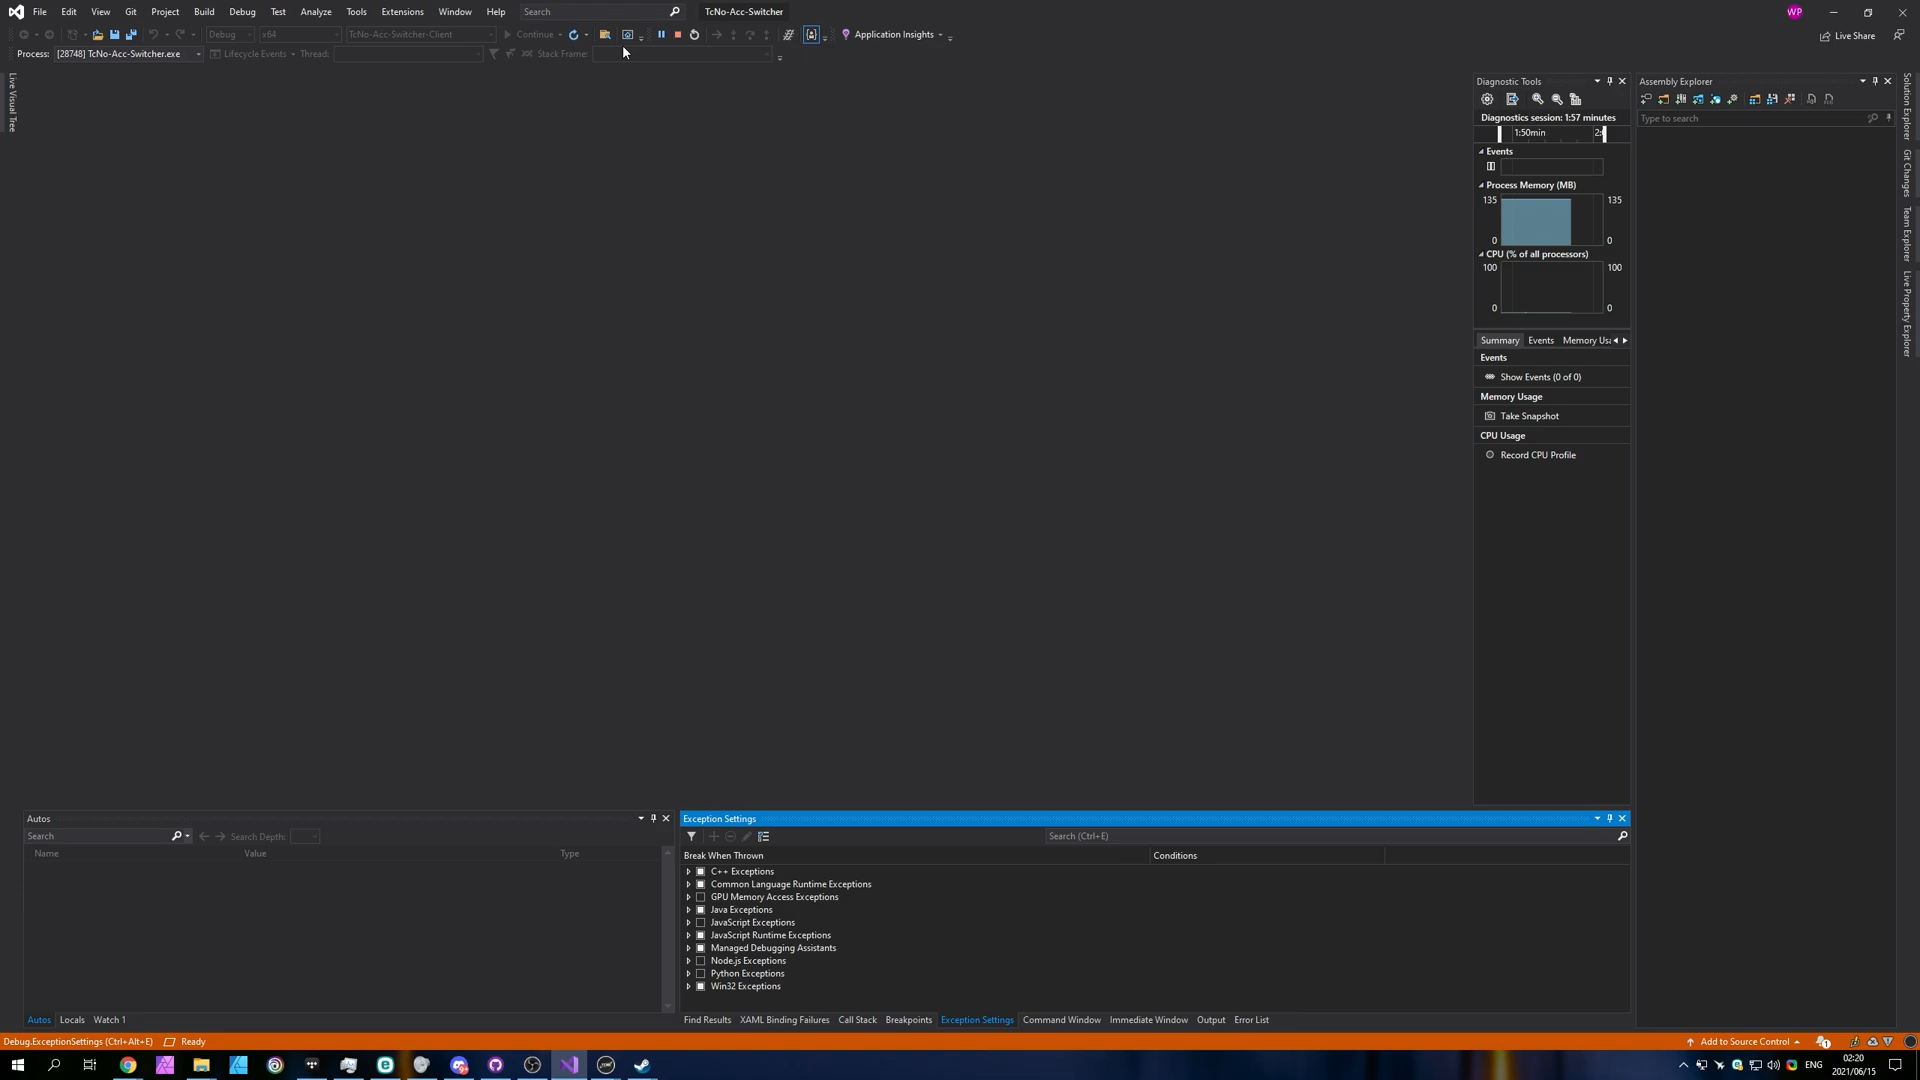 File Edit View Git Project Build Debug Test Analyze Tools Extensions Window Help Search TcNo-Acc-Switcher WP
Debug x64 TcNo-Acc-Switcher-Client Continue Application Insights Live Share
Process: [28748] TcNo-Acc-Switcher.exe Lifecycle Events Thread: Stack Frame:
Live Visual Tree
Diagnostic Tools
Diagnostics session: 1:57 minutes
1:50min
Events
Process Memory (MB)
135 135
0 0
CPU (% of all processors)
100 100
0 0
Summary Events Memory Usa
Events
Show Events (0 of 0)
Memory Usage
Take Snapshot
CPU Usage
Record CPU Profile
Assembly Explorer
Type to search
Solution Explorer
Git Changes
Team Explorer
Live Property Explorer
Autos
Search Search Depth:
Name Value Type
Autos Locals Watch 1
Exception Settings
Search (Ctrl+E)
Break When Thrown Conditions
C++ Exceptions
Common Language Runtime Exceptions
GPU Memory Access Exceptions
Java Exceptions
JavaScript Exceptions
JavaScript Runtime Exceptions
Managed Debugging Assistants
Node.js Exceptions
Python Exceptions
Win32 Exceptions
Find Results XAML Binding Failures Call Stack Breakpoints Exception Settings Command Window Immediate Window Output Error List
Debug.ExceptionSettings (Ctrl+Alt+E) Ready Add to Source Control 1
ENG 02:20
2021/06/15